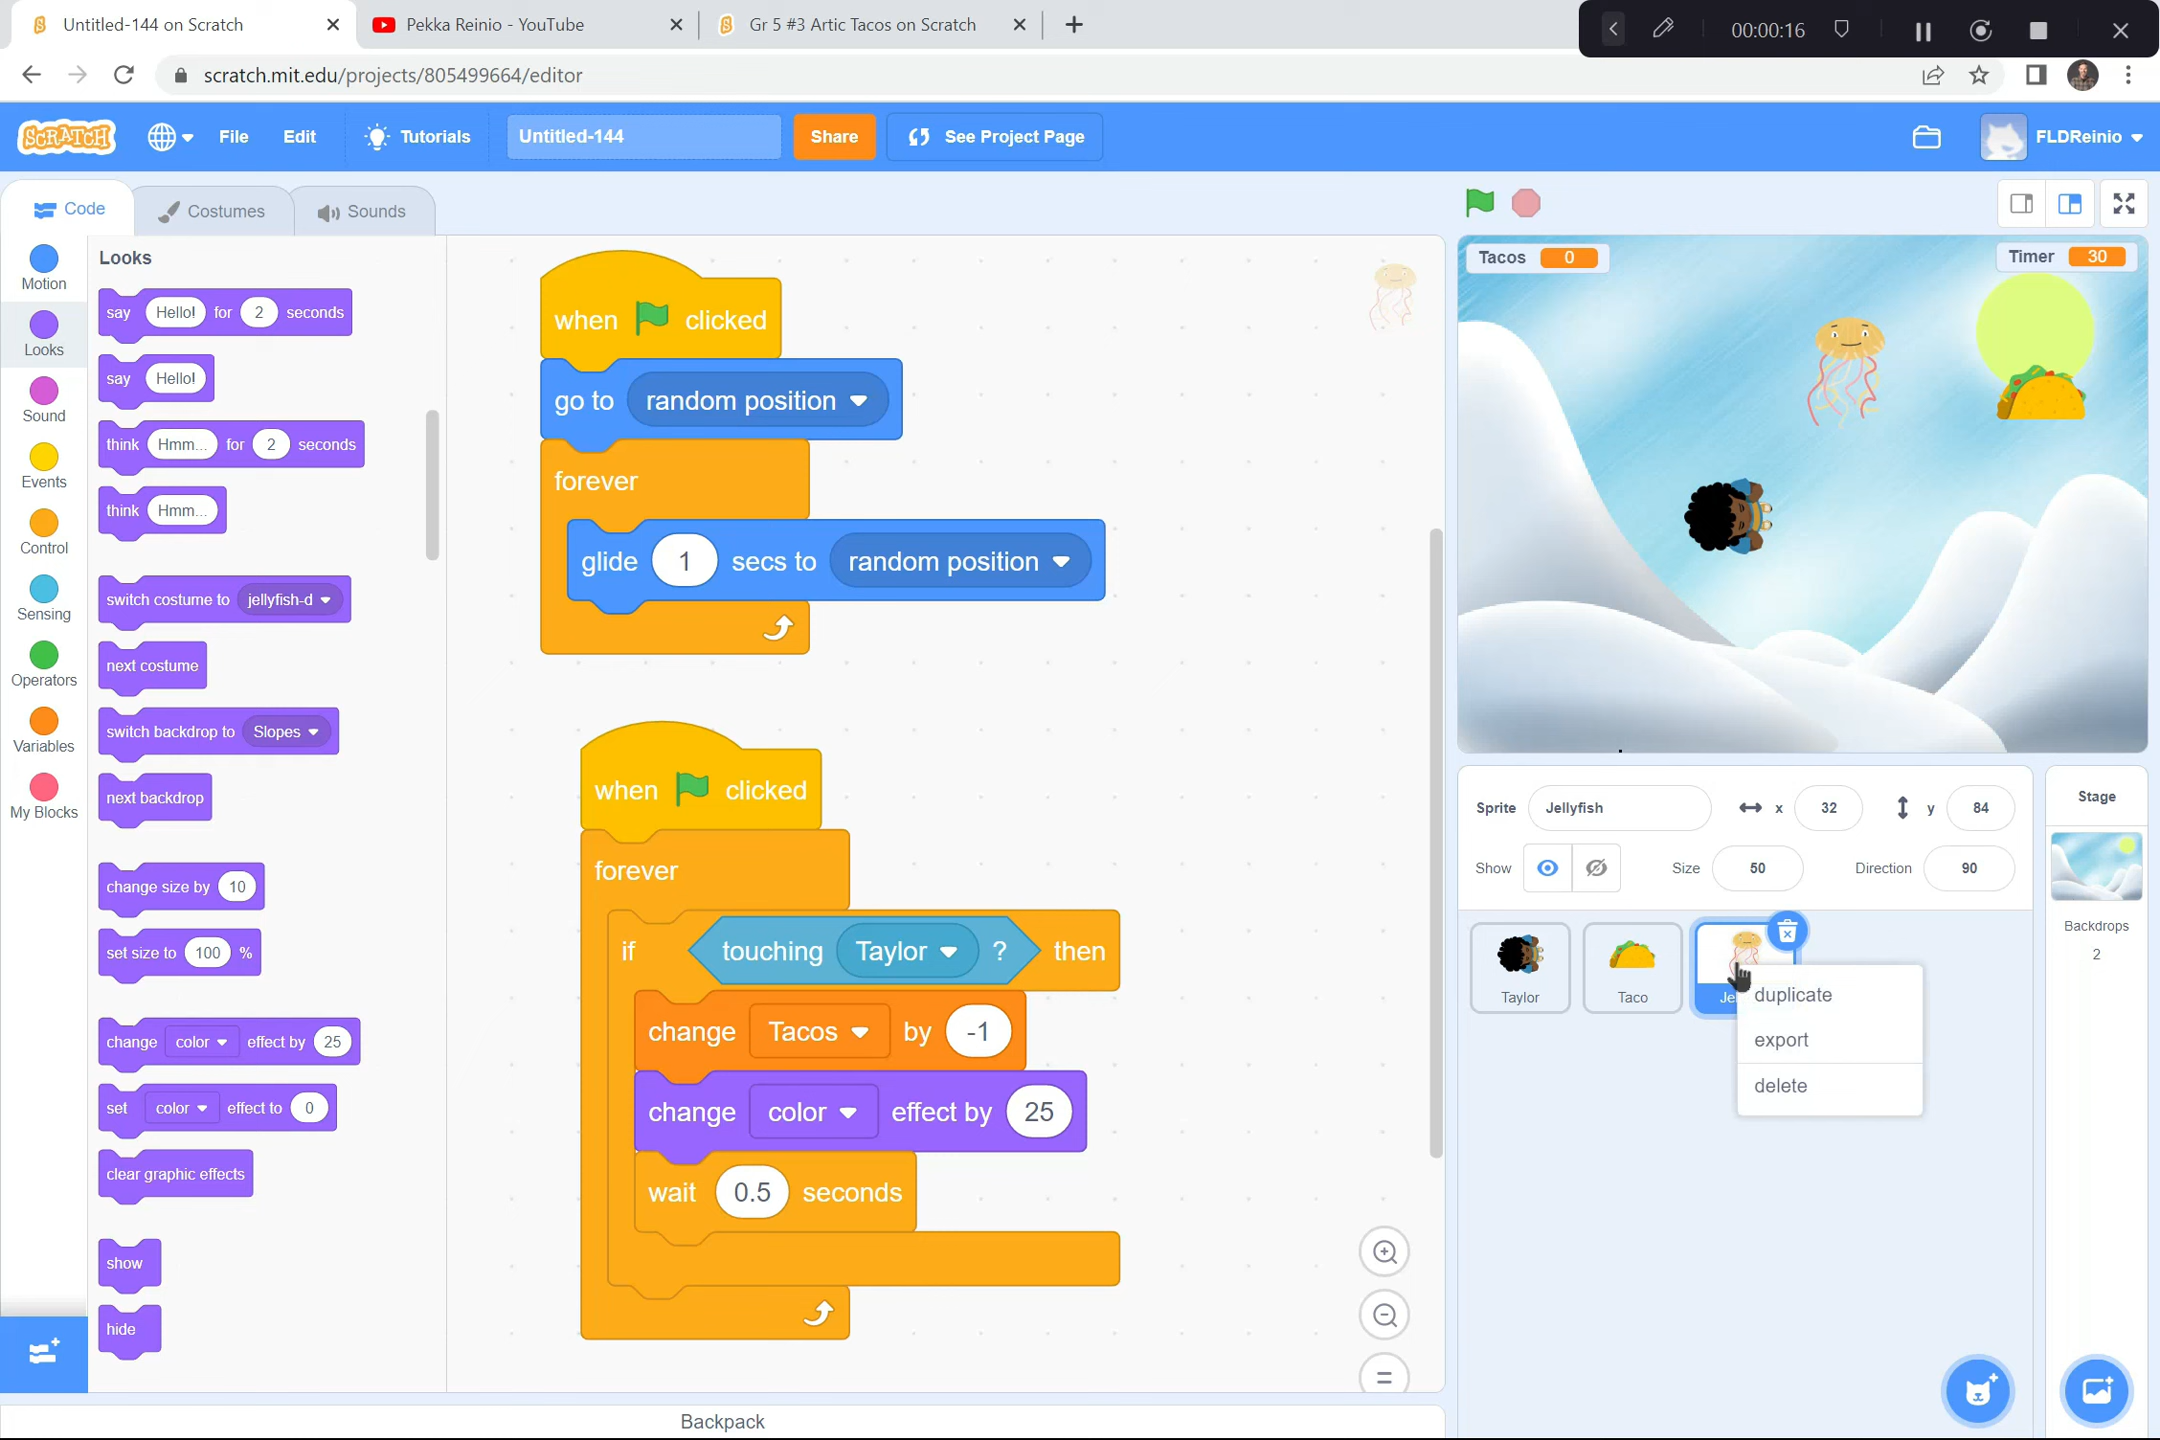 Untitled-144 on Scratch
Pekka Reinio - YouTube
Gr 5 #3 Artic Tacos on Scratch
00:00:16
scratch.mit.edu/projects/805499664/editor
SCRATCH
File
Edit
Tutorials
Untitled-144
Share
See Project Page
FLDReinio
Code
Costumes
Sounds
Motion
Looks
Sound
Events
Control
Sensing
Operators
Variables
My Blocks
Looks
say Hello! for 2 seconds
say Hello!
think Hmm... for 2 seconds
think Hmm...
switch costume to jellyfish-d
next costume
switch backdrop to Slopes
next backdrop
change size by 10
set size to 100 %
change color effect by 25
set color effect to 0
clear graphic effects
show
hide
when clicked
go to random position
forever
glide 1 secs to random position
when clicked
forever
if touching Taylor ? then
change Tacos by -1
change color effect by 25
wait 0.5 seconds
Backpack
Tacos 0
Timer 30
Sprite Jellyfish x 32 y 84
Show Size 50 Direction 90
Taylor
Taco
Je
duplicate
export
delete
Stage
Backdrops
2